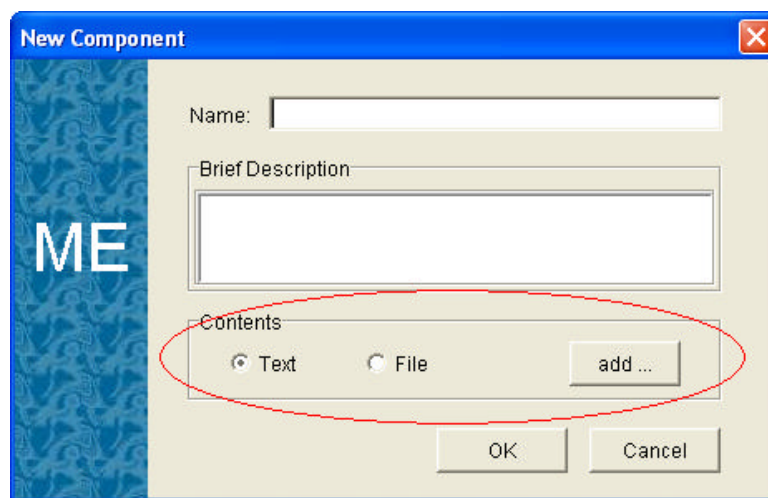 New Component
Name:
Brief Description
ME
Contents
Text File add ...
OK Cancel